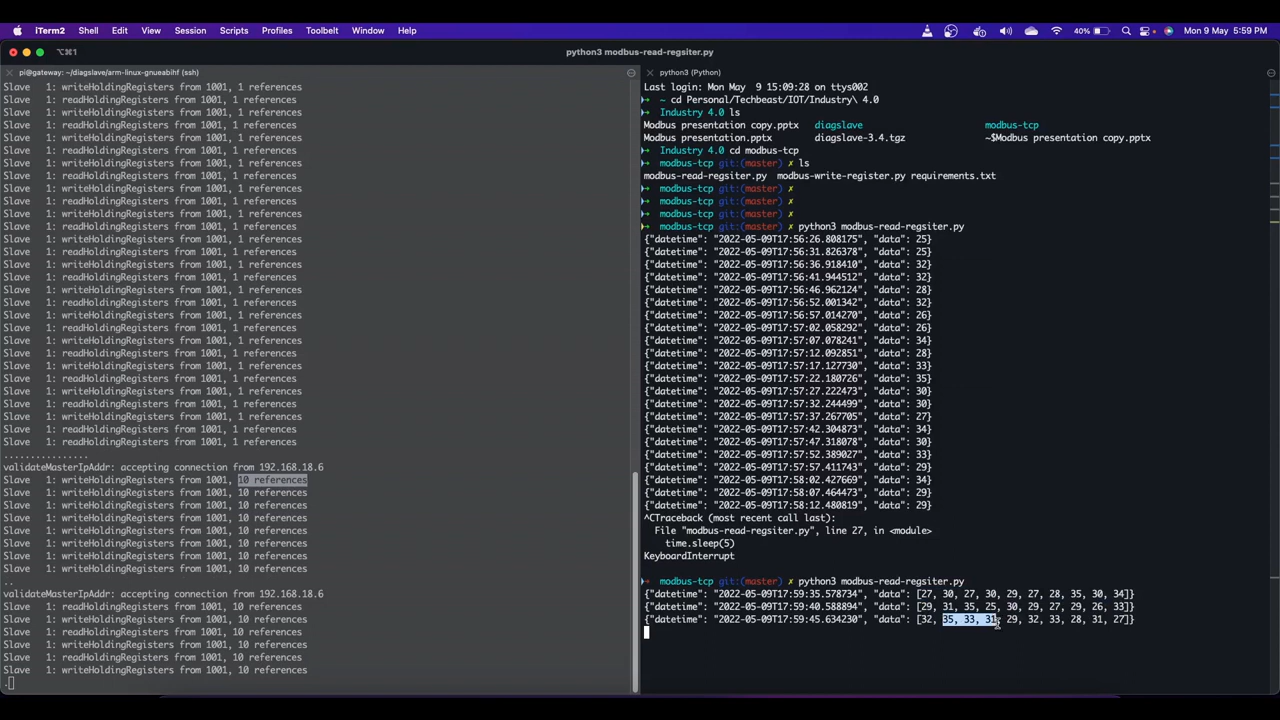 iTerm2 Shell Edit View Session Scripts Profiles Toolbelt Window Help 40% Mon 9 May 5:59 PM
⌥⌘1 python3 modbus-read-regsiter.py
pi@gateway: ~/diagslave/arm-linux-gnueabihf (ssh)
Slave 1: writeHoldingRegisters from 1001, 1 references
Slave 1: readHoldingRegisters from 1001, 1 references
Slave 1: writeHoldingRegisters from 1001, 1 references
Slave 1: readHoldingRegisters from 1001, 1 references
Slave 1: writeHoldingRegisters from 1001, 1 references
Slave 1: readHoldingRegisters from 1001, 1 references
Slave 1: writeHoldingRegisters from 1001, 1 references
Slave 1: readHoldingRegisters from 1001, 1 references
Slave 1: writeHoldingRegisters from 1001, 1 references
Slave 1: readHoldingRegisters from 1001, 1 references
Slave 1: writeHoldingRegisters from 1001, 1 references
Slave 1: readHoldingRegisters from 1001, 1 references
Slave 1: readHoldingRegisters from 1001, 1 references
Slave 1: writeHoldingRegisters from 1001, 1 references
Slave 1: readHoldingRegisters from 1001, 1 references
Slave 1: writeHoldingRegisters from 1001, 1 references
Slave 1: readHoldingRegisters from 1001, 1 references
Slave 1: writeHoldingRegisters from 1001, 1 references
Slave 1: readHoldingRegisters from 1001, 1 references
Slave 1: writeHoldingRegisters from 1001, 1 references
Slave 1: readHoldingRegisters from 1001, 1 references
Slave 1: readHoldingRegisters from 1001, 1 references
Slave 1: readHoldingRegisters from 1001, 1 references
Slave 1: readHoldingRegisters from 1001, 1 references
Slave 1: writeHoldingRegisters from 1001, 1 references
Slave 1: readHoldingRegisters from 1001, 1 references
Slave 1: writeHoldingRegisters from 1001, 1 references
Slave 1: readHoldingRegisters from 1001, 1 references
Slave 1: readHoldingRegisters from 1001, 1 references
................
validateMasterIpAddr: accepting connection from 192.168.18.6
Slave 1: writeHoldingRegisters from 1001, 10 references
Slave 1: writeHoldingRegisters from 1001, 10 references
Slave 1: writeHoldingRegisters from 1001, 10 references
Slave 1: writeHoldingRegisters from 1001, 10 references
Slave 1: writeHoldingRegisters from 1001, 10 references
Slave 1: writeHoldingRegisters from 1001, 10 references
Slave 1: writeHoldingRegisters from 1001, 10 references
Slave 1: writeHoldingRegisters from 1001, 10 references
..
validateMasterIpAddr: accepting connection from 192.168.18.6
Slave 1: readHoldingRegisters from 1001, 10 references
Slave 1: writeHoldingRegisters from 1001, 10 references
Slave 1: readHoldingRegisters from 1001, 10 references
Slave 1: writeHoldingRegisters from 1001, 10 references
Slave 1: readHoldingRegisters from 1001, 10 references
Slave 1: writeHoldingRegisters from 1001, 10 references
.
python3 (Python)
Last login: Mon May  9 15:09:28 on ttys002
→ ~ cd Personal/Techbeast/IOT/Industry\ 4.0
→ Industry 4.0 ls
Modbus presentation copy.pptx diagslave modbus-tcp
Modbus presentation.pptx diagslave-3.4.tgz ~$Modbus presentation copy.pptx
→ Industry 4.0 cd modbus-tcp
→ modbus-tcp git:(master) ✗ ls
modbus-read-regsiter.py modbus-write-register.py requirements.txt
→ modbus-tcp git:(master) ✗
→ modbus-tcp git:(master) ✗
→ modbus-tcp git:(master) ✗
→ modbus-tcp git:(master) ✗ python3 modbus-read-regsiter.py
{"datetime": "2022-05-09T17:56:26.808175", "data": 25}
{"datetime": "2022-05-09T17:56:31.826378", "data": 25}
{"datetime": "2022-05-09T17:56:36.918410", "data": 32}
{"datetime": "2022-05-09T17:56:41.944512", "data": 32}
{"datetime": "2022-05-09T17:56:46.962124", "data": 28}
{"datetime": "2022-05-09T17:56:52.001342", "data": 32}
{"datetime": "2022-05-09T17:56:57.014270", "data": 26}
{"datetime": "2022-05-09T17:57:02.058292", "data": 26}
{"datetime": "2022-05-09T17:57:07.078241", "data": 34}
{"datetime": "2022-05-09T17:57:12.092851", "data": 28}
{"datetime": "2022-05-09T17:57:17.127730", "data": 33}
{"datetime": "2022-05-09T17:57:22.180726", "data": 35}
{"datetime": "2022-05-09T17:57:27.222473", "data": 30}
{"datetime": "2022-05-09T17:57:32.244499", "data": 30}
{"datetime": "2022-05-09T17:57:37.267705", "data": 27}
{"datetime": "2022-05-09T17:57:42.304873", "data": 34}
{"datetime": "2022-05-09T17:57:47.318078", "data": 30}
{"datetime": "2022-05-09T17:57:52.389027", "data": 33}
{"datetime": "2022-05-09T17:57:57.411743", "data": 29}
{"datetime": "2022-05-09T17:58:02.427669", "data": 34}
{"datetime": "2022-05-09T17:58:07.464473", "data": 29}
{"datetime": "2022-05-09T17:58:12.480819", "data": 29}
^CTraceback (most recent call last):
File "modbus-read-regsiter.py", line 27, in <module>
time.sleep(5)
KeyboardInterrupt
→ modbus-tcp git:(master) ✗ python3 modbus-read-regsiter.py
{"datetime": "2022-05-09T17:59:35.578734", "data": [27, 30, 27, 30, 29, 27, 28, 35, 30, 34]}
{"datetime": "2022-05-09T17:59:40.588894", "data": [29, 31, 35, 25, 30, 29, 27, 29, 26, 33]}
{"datetime": "2022-05-09T17:59:45.634230", "data": [32, 35, 33, 31, 29, 32, 33, 28, 31, 27]}